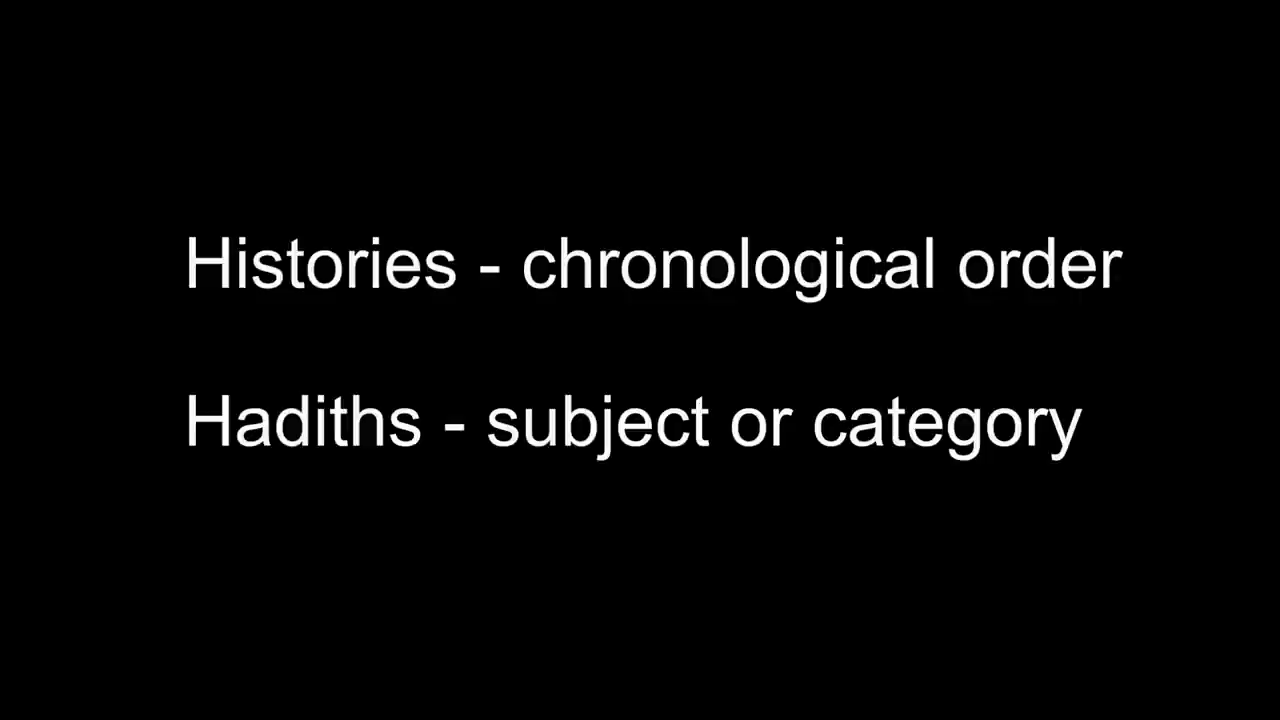 Histories - chronological order
Hadiths - subject or category